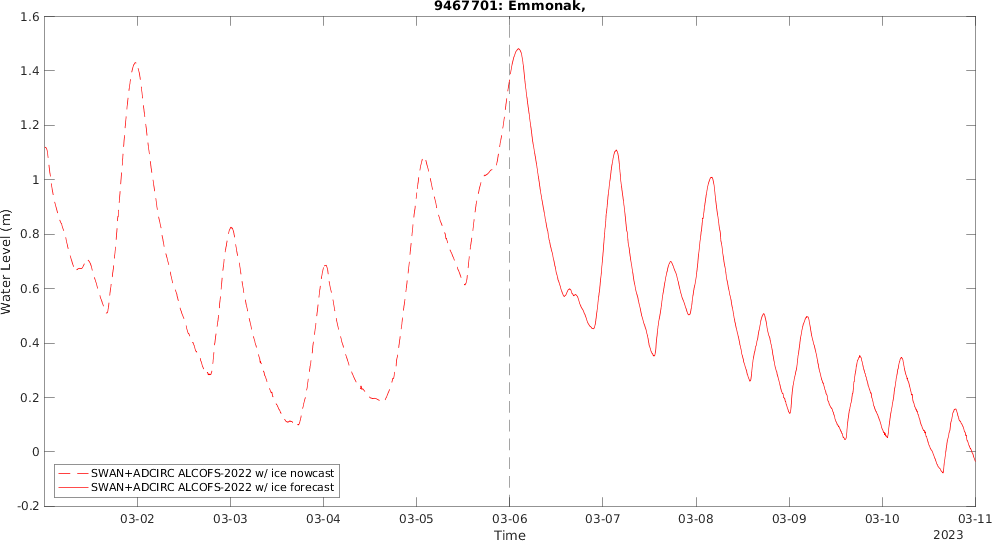 9467701: Emmonak,
1.6
1.4
1.2
1
0.8
0.6
0.4
0.2
0
-0.2
Water Level (m)
SWAN+ADCIRC ALCOFS-2022 w/ ice nowcast
SWAN+ADCIRC ALCOFS-2022 w/ ice forecast
03-02 03-03 03-04 03-05 03-06 03-07 03-08 03-09 03-10 03-11
Time
2023